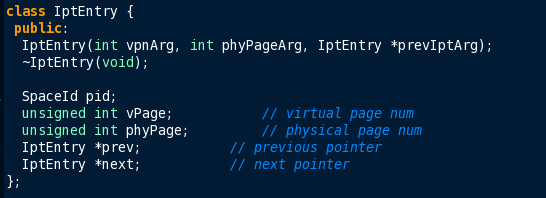 class IptEntry {
 public:
  IptEntry(int vpnArg, int phyPageArg, IptEntry *prevIptArg);
  ~IptEntry(void);

  SpaceId pid;
  unsigned int vPage;           // virtual page num
  unsigned int phyPage;         // physical page num
  IptEntry *prev;           // previous pointer
  IptEntry *next;           // next pointer
};